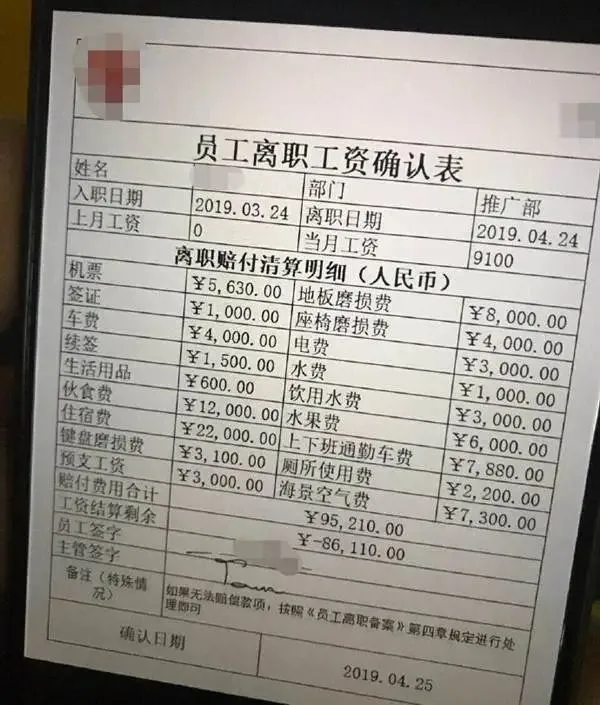 员工离职工资确认表
姓名 部门 推广部
入职日期 2019.03.24 离职日期 2019.04.24
上月工资 0 当月工资 9100
离职赔付清算明细（人民币）
机票 ¥5,630.00 地板磨损费 ¥8,000.00
签证 ¥1,000.00 座椅磨损费 ¥4,000.00
车费 ¥4,000.00 电费 ¥3,000.00
续签 ¥1,500.00 水费 ¥1,000.00
生活用品 ¥600.00 饮用水费 ¥3,000.00
伙食费 ¥12,000.00 水果费 ¥6,000.00
住宿费 ¥22,000.00 上下班通勤车费 ¥7,880.00
键盘磨损费 ¥3,100.00 厕所使用费 ¥2,200.00
预支工资 ¥3,000.00 海景空气费 ¥7,300.00
赔付费用合计 ¥95,210.00
工资结算剩余 ¥-86,110.00
员工签字
主管签字
备注（特殊情况） 如果无法赔偿款项，按照《员工离职备案》第四章规定进行处
理即可
确认日期 2019.04.25